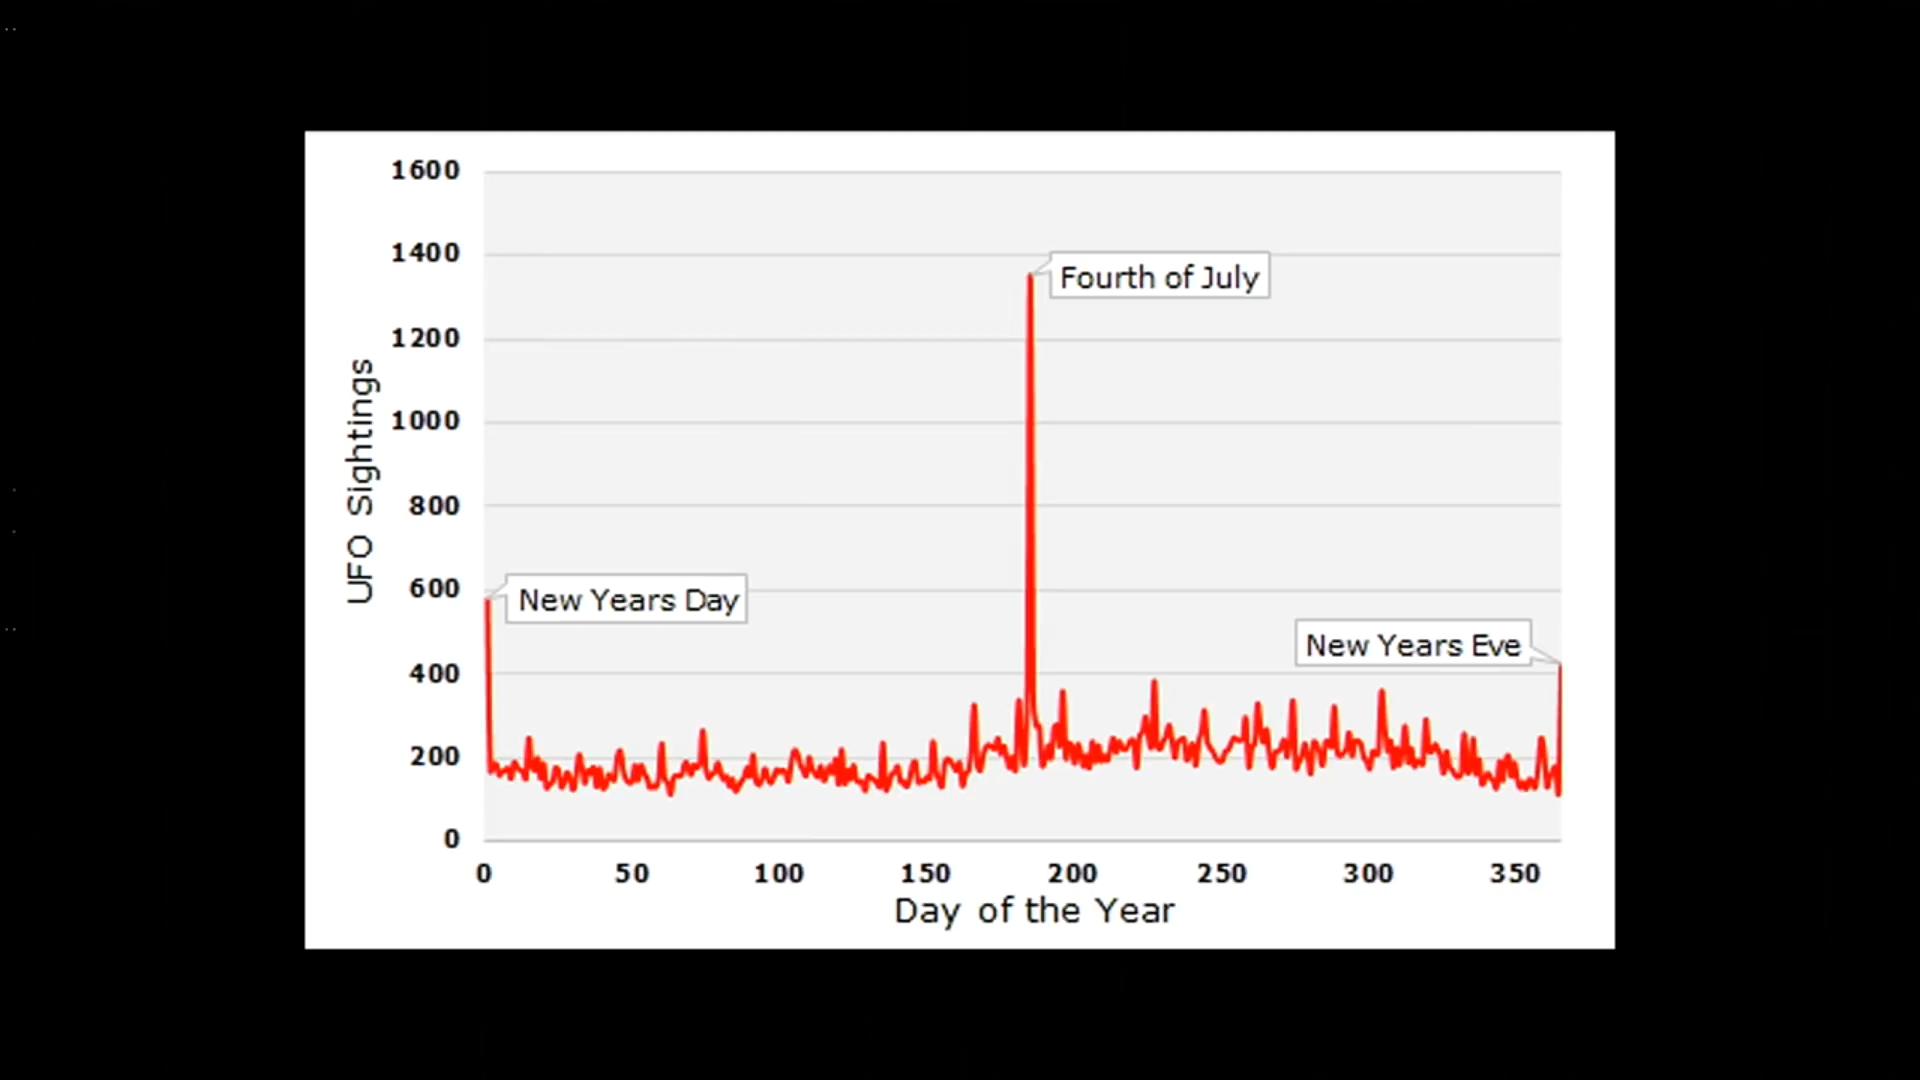 1600
1400
Fourth of July
1200
1000
800
600
New Years Day
New Years Eve
400
200
0
UFO Sightings
0 50 100 150 200 250 300 350
Day of the Year